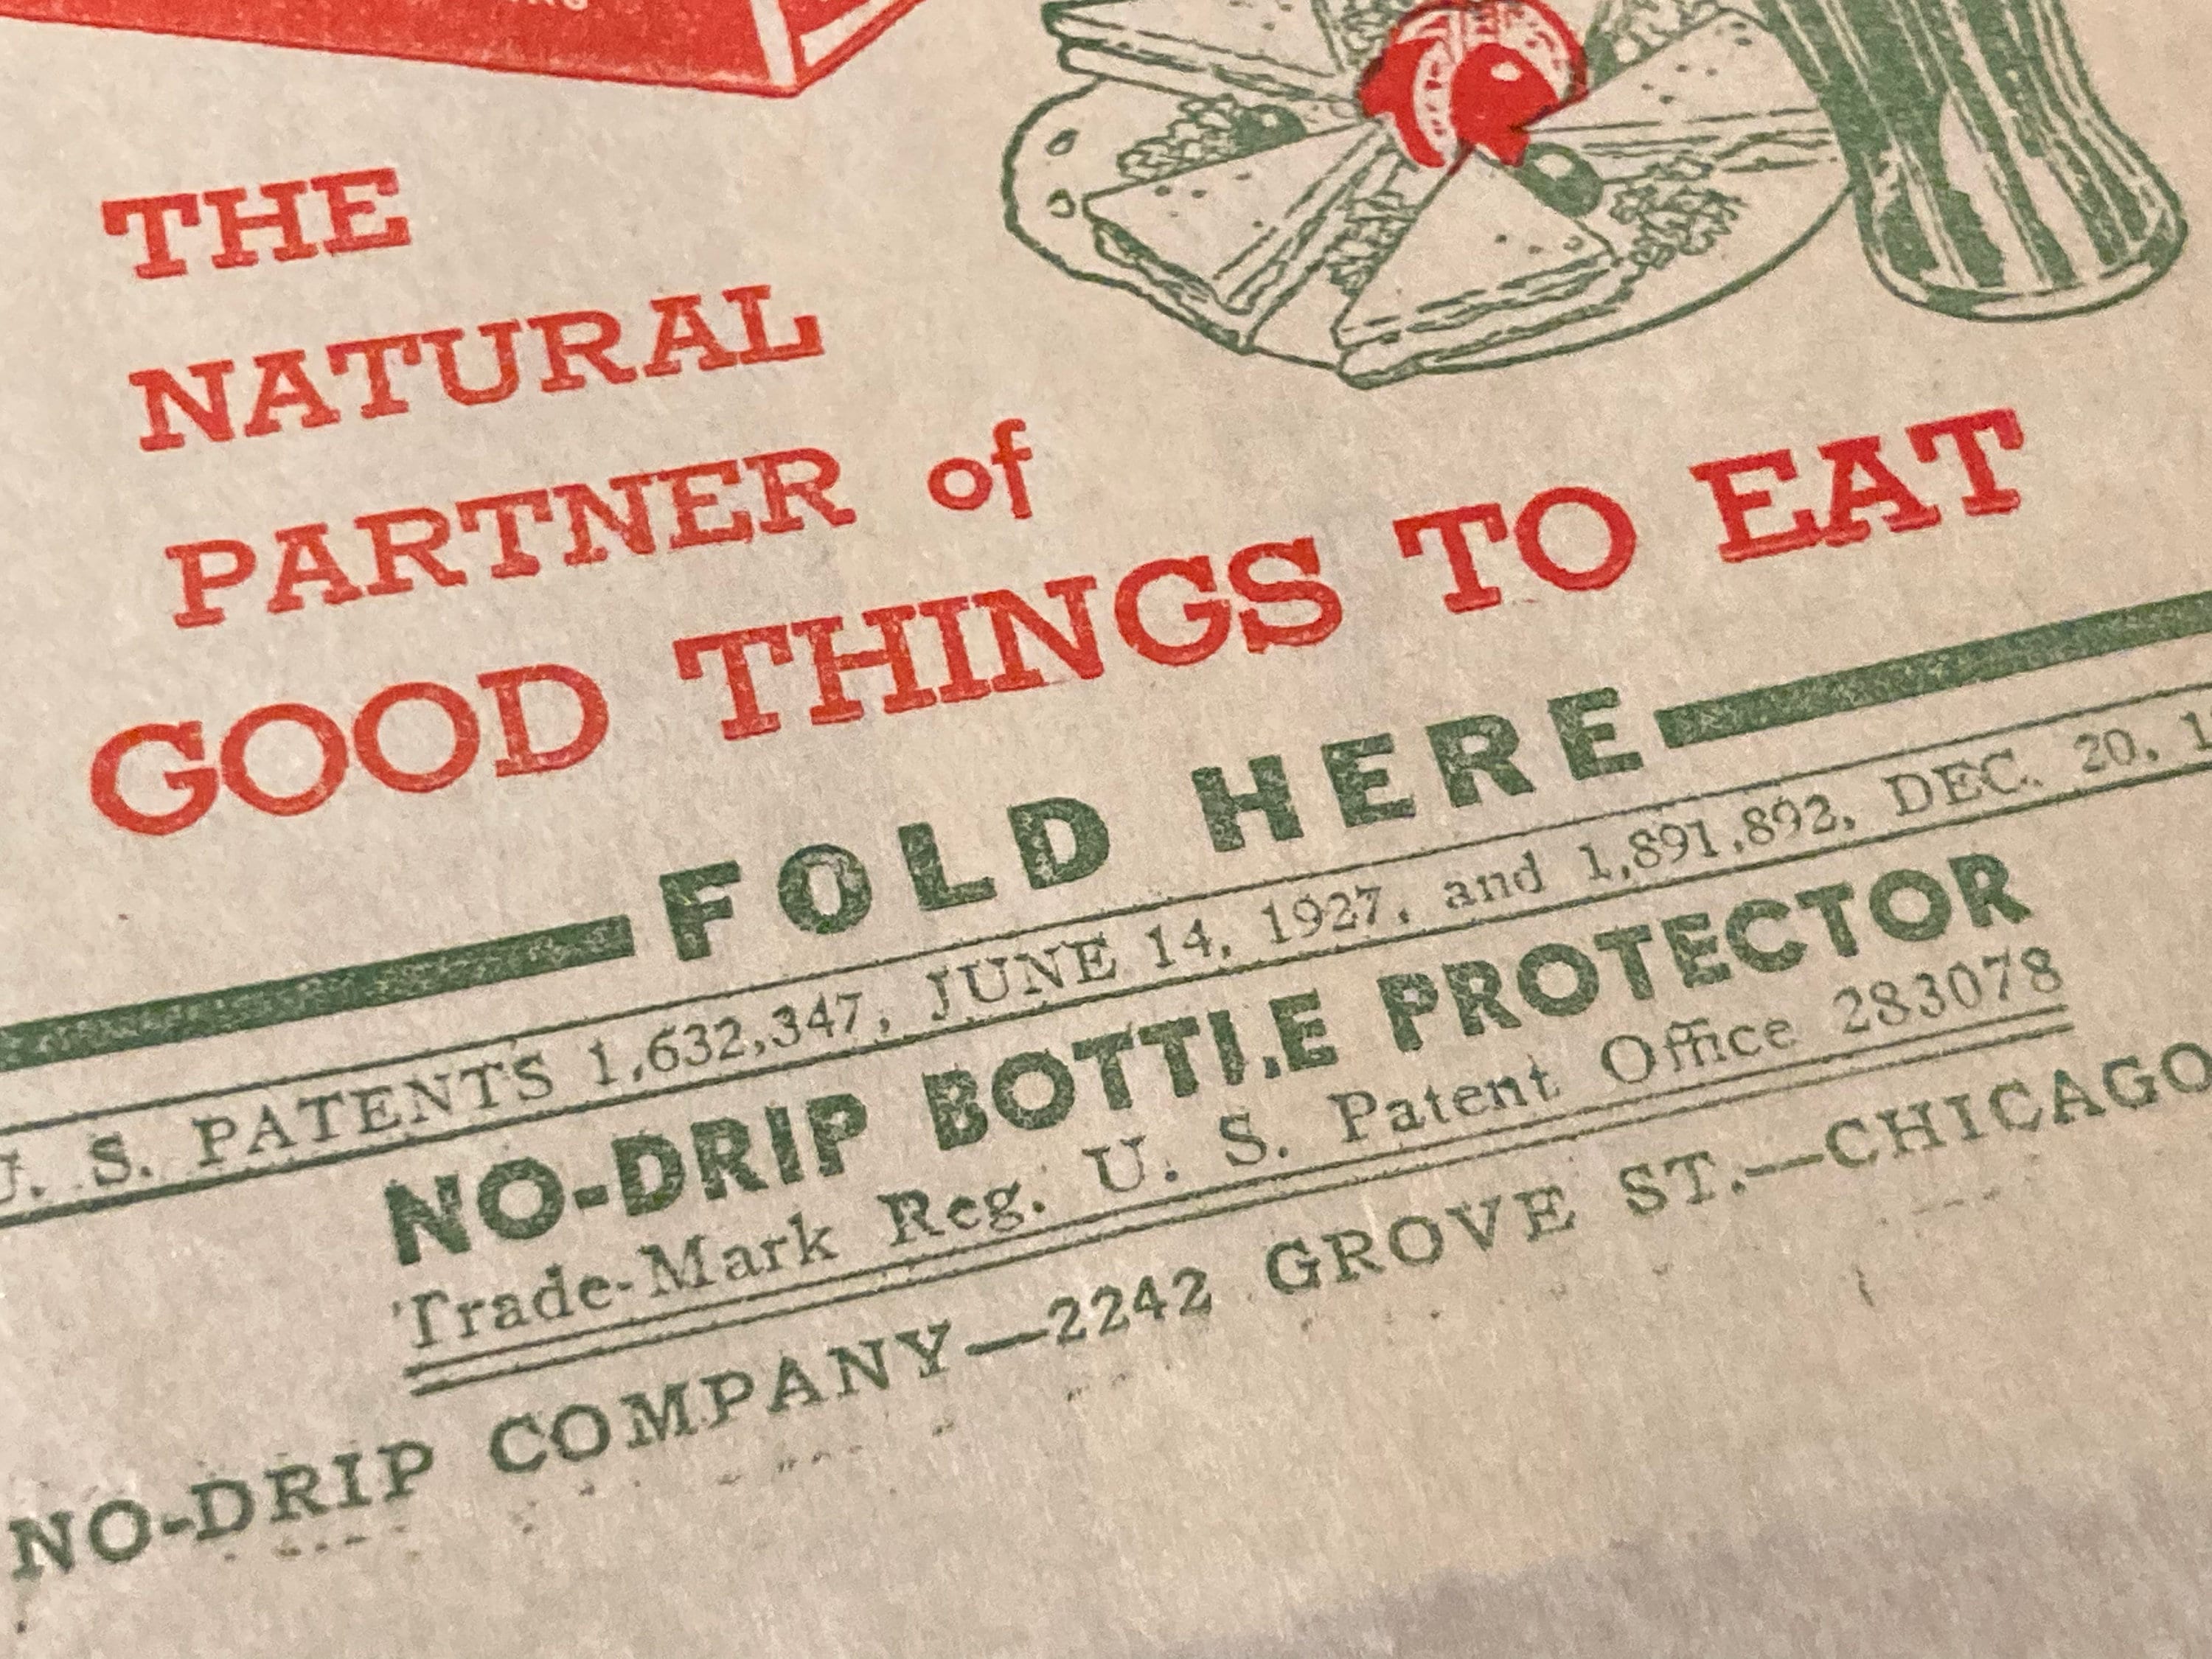 THE
NATURAL
PARTNER of
GOOD THINGS TO EAT
FOLD HERE
U. S. PATENTS 1,632,347, JUNE 14, 1927, and 1,891,892, DEC. 20, 1
NO-DRIP BOTTLE PROTECTOR
Trade-Mark Reg. U. S. Patent Office 283078
NO-DRIP COMPANY—2242 GROVE ST.—CHICAGO